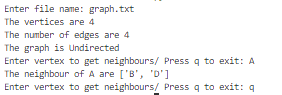 Enter file name: graph.txt
The vertices are 4
The number of edges are 4
The graph is Undirected
Enter vertex to get neighbours/ Press q to exit: A
The neighbour of A are ['B', 'D']
Enter vertex to get neighbours/ Press q to exit: q